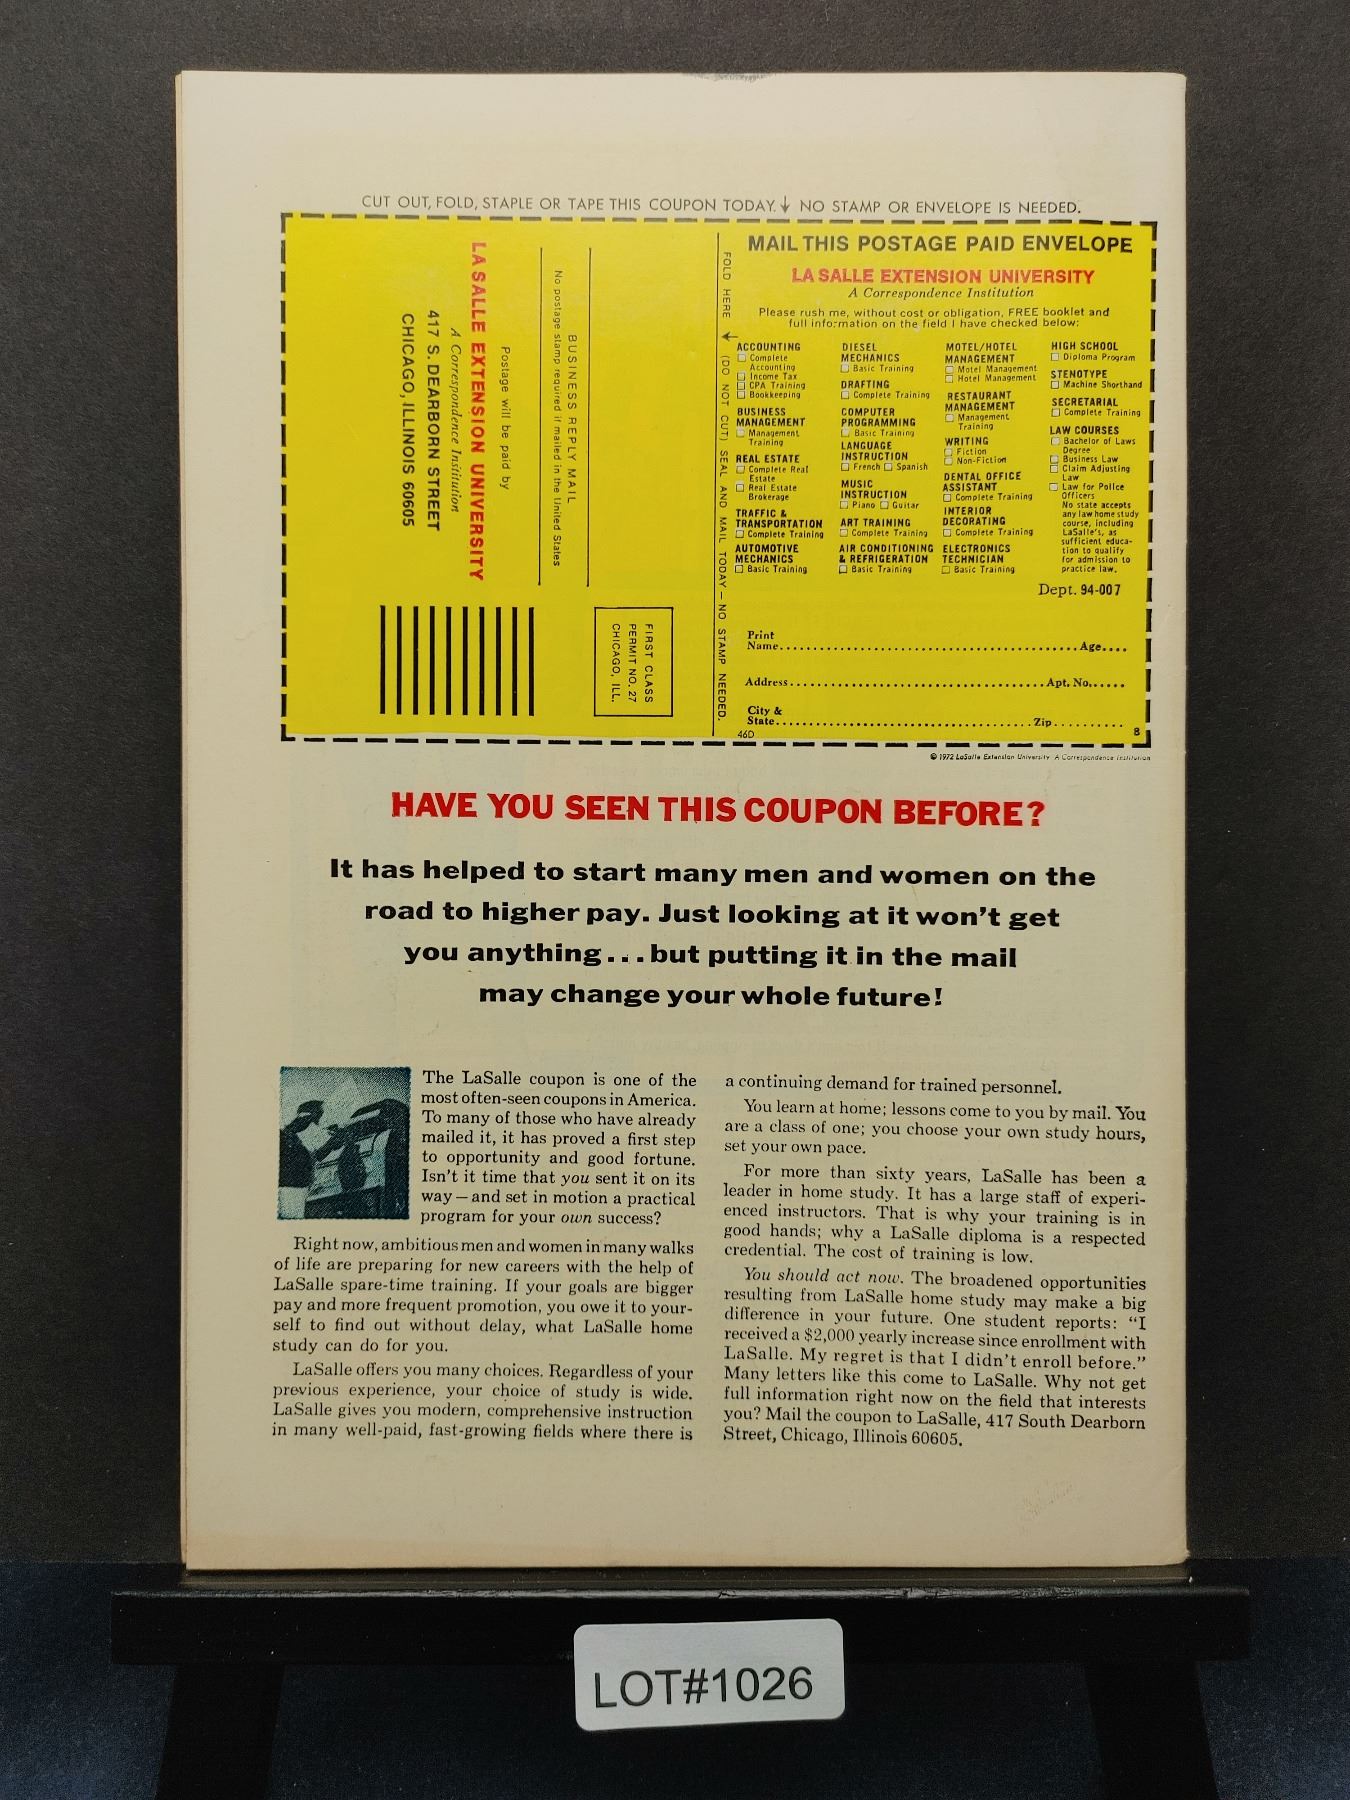 CUT OUT, FOLD, STAPLE OR TAPE THIS COUPON TODAY. ↓ NO STAMP OR ENVELOPE IS NEEDED.
BUSINESS REPLY MAIL
No postage stamp required if mailed in the United States
Postage will be paid by
LA SALLE EXTENSION UNIVERSITY
A Correspondence Institution
417 S. DEARBORN STREET
CHICAGO, ILLINOIS 60605
FIRST CLASS
PERMIT NO. 27
CHICAGO, ILL.
FOLD HERE ↓ (DO NOT CUT) SEAL AND MAIL TODAY — NO STAMP NEEDED.
MAIL THIS POSTAGE PAID ENVELOPE
LA SALLE EXTENSION UNIVERSITY
A Correspondence Institution
Please rush me, without cost or obligation, FREE booklet and
full information on the field I have checked below:
ACCOUNTING
☐ Complete
Accounting
☐ Income Tax
☐ CPA Training
☐ Bookkeeping
BUSINESS
MANAGEMENT
☐ Management
Training
REAL ESTATE
☐ Complete Real
Estate
☐ Real Estate
Brokerage
TRAFFIC &
TRANSPORTATION
☐ Complete Training
AUTOMOTIVE
MECHANICS
☐ Basic Training
DIESEL
MECHANICS
☐ Basic Training
DRAFTING
☐ Complete Training
COMPUTER
PROGRAMMING
☐ Basic Training
LANGUAGE
INSTRUCTION
☐ French ☐ Spanish
MUSIC
INSTRUCTION
☐ Piano ☐ Guitar
ART TRAINING
☐ Complete Training
AIR CONDITIONING
& REFRIGERATION
☐ Basic Training
MOTEL/HOTEL
MANAGEMENT
☐ Motel Management
☐ Hotel Management
RESTAURANT
MANAGEMENT
☐ Management
Training
WRITING
☐ Fiction
☐ Non-Fiction
DENTAL OFFICE
ASSISTANT
☐ Complete Training
INTERIOR
DECORATING
☐ Complete Training
ELECTRONICS
TECHNICIAN
☐ Basic Training
HIGH SCHOOL
☐ Diploma Program
STENOTYPE
☐ Machine Shorthand
SECRETARIAL
☐ Complete Training
LAW COURSES
☐ Bachelor of Laws
Degree
☐ Business Law
☐ Claim Adjusting
Law
☐ Law for Police
Officers
No state accepts
any law home study
course, including
LaSalle's, as
sufficient educa-
tion to qualify
for admission to
practice law.
Dept. 94-007
Print
Name.............................................Age....
Address.......................................Apt. No......
City &
State.......................................Zip..........
46D 8
© 1972 LaSalle Extension University A Correspondence Institution
HAVE YOU SEEN THIS COUPON BEFORE?
It has helped to start many men and women on the
road to higher pay. Just looking at it won't get
you anything...but putting it in the mail
may change your whole future!
The LaSalle coupon is one of the
most often-seen coupons in America.
To many of those who have already
mailed it, it has proved a first step
to opportunity and good fortune.
Isn't it time that you sent it on its
way — and set in motion a practical
program for your own success?
Right now, ambitious men and women in many walks
of life are preparing for new careers with the help of
LaSalle spare-time training. If your goals are bigger
pay and more frequent promotion, you owe it to your-
self to find out without delay, what LaSalle home
study can do for you.
LaSalle offers you many choices. Regardless of your
previous experience, your choice of study is wide.
LaSalle gives you modern, comprehensive instruction
in many well-paid, fast-growing fields where there is
a continuing demand for trained personnel.
You learn at home; lessons come to you by mail. You
are a class of one; you choose your own study hours,
set your own pace.
For more than sixty years, LaSalle has been a
leader in home study. It has a large staff of experi-
enced instructors. That is why your training is in
good hands; why a LaSalle diploma is a respected
credential. The cost of training is low.
You should act now. The broadened opportunities
resulting from LaSalle home study may make a big
difference in your future. One student reports: "I
received a $2,000 yearly increase since enrollment with
LaSalle. My regret is that I didn't enroll before."
Many letters like this come to LaSalle. Why not get
full information right now on the field that interests
you? Mail the coupon to LaSalle, 417 South Dearborn
Street, Chicago, Illinois 60605.
LOT#1026